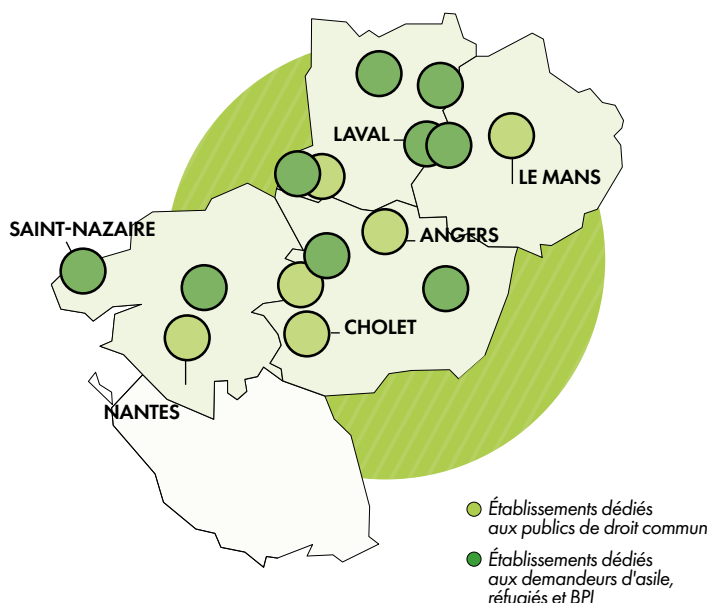 LAVAL
LE MANS
SAINT-NAZAIRE
ANGERS
CHOLET
NANTES
Établissements dédiés
aux publics de droit commun
Établissements dédiés
aux demandeurs d'asile,
réfugiés et BPI